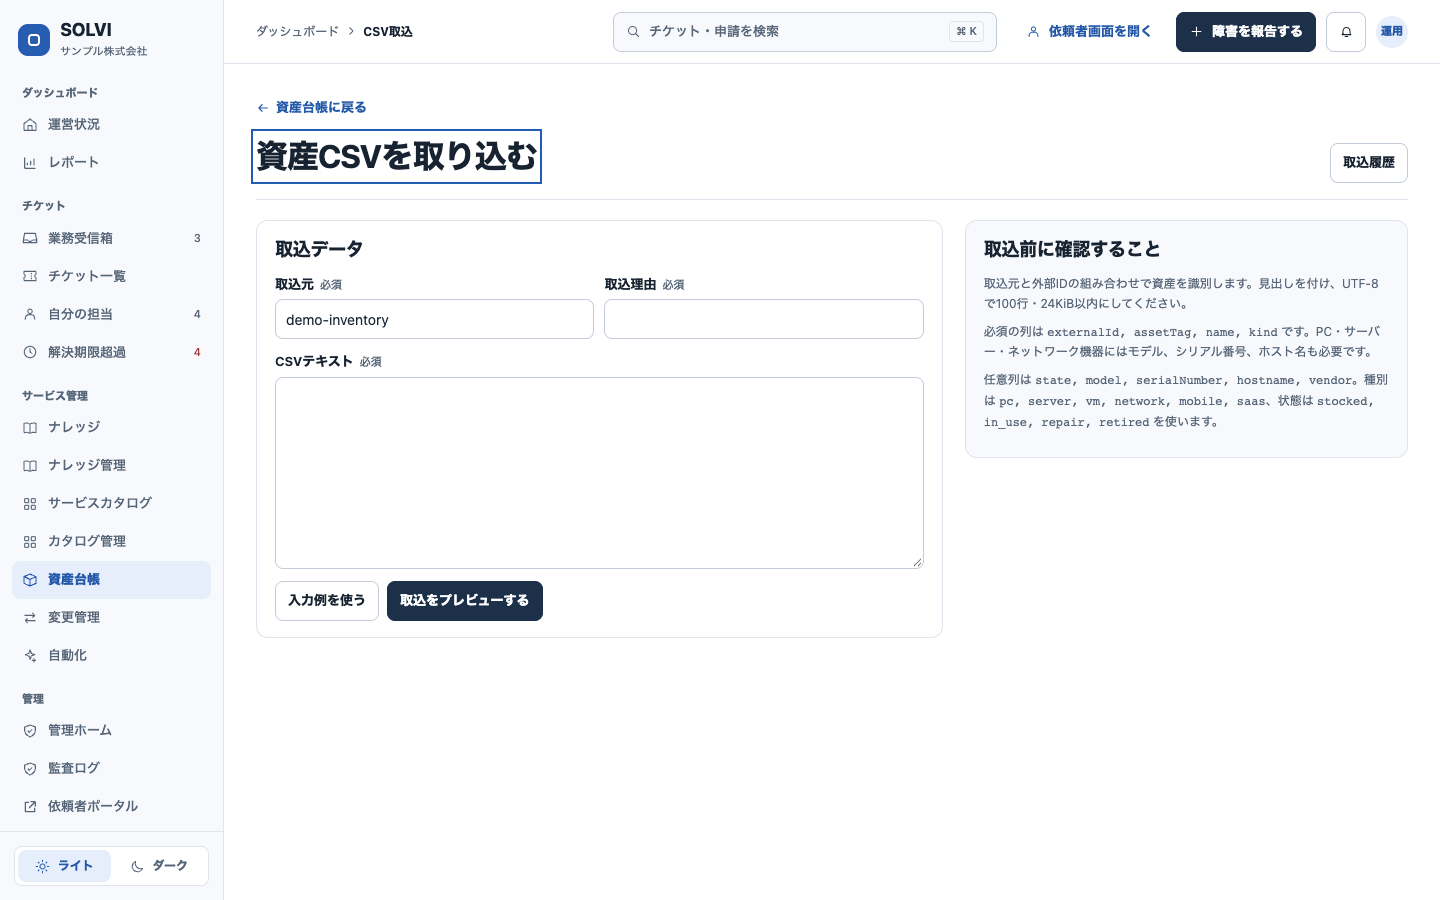 SOLVI
サンプル株式会社
ダッシュボード
運営状況
レポート
チケット
業務受信箱 3
チケット一覧
自分の担当 4
解決期限超過 4
サービス管理
ナレッジ
ナレッジ管理
サービスカタログ
カタログ管理
資産台帳
変更管理
自動化
管理
管理ホーム
監査ログ
依頼者ポータル
ライト ダーク
ダッシュボード > CSV取込
チケット・申請を検索 ⌘ K
依頼者画面を開く
+ 障害を報告する
運用
← 資産台帳に戻る
資産CSVを取り込む
取込履歴
取込データ
取込元 必須
demo-inventory
取込理由 必須
CSVテキスト 必須
入力例を使う
取込をプレビューする
取込前に確認すること
取込元と外部IDの組み合わせで資産を識別します。見出しを付け、UTF-8
で100行・24KiB以内にしてください。
必須の列は externalId, assetTag, name, kind です。PC・サーバ
ー・ネットワーク機器にはモデル、シリアル番号、ホスト名も必要です。
任意列は state, model, serialNumber, hostname, vendor。種別
は pc, server, vm, network, mobile, saas、状態は stocked,
in_use, repair, retired を使います。